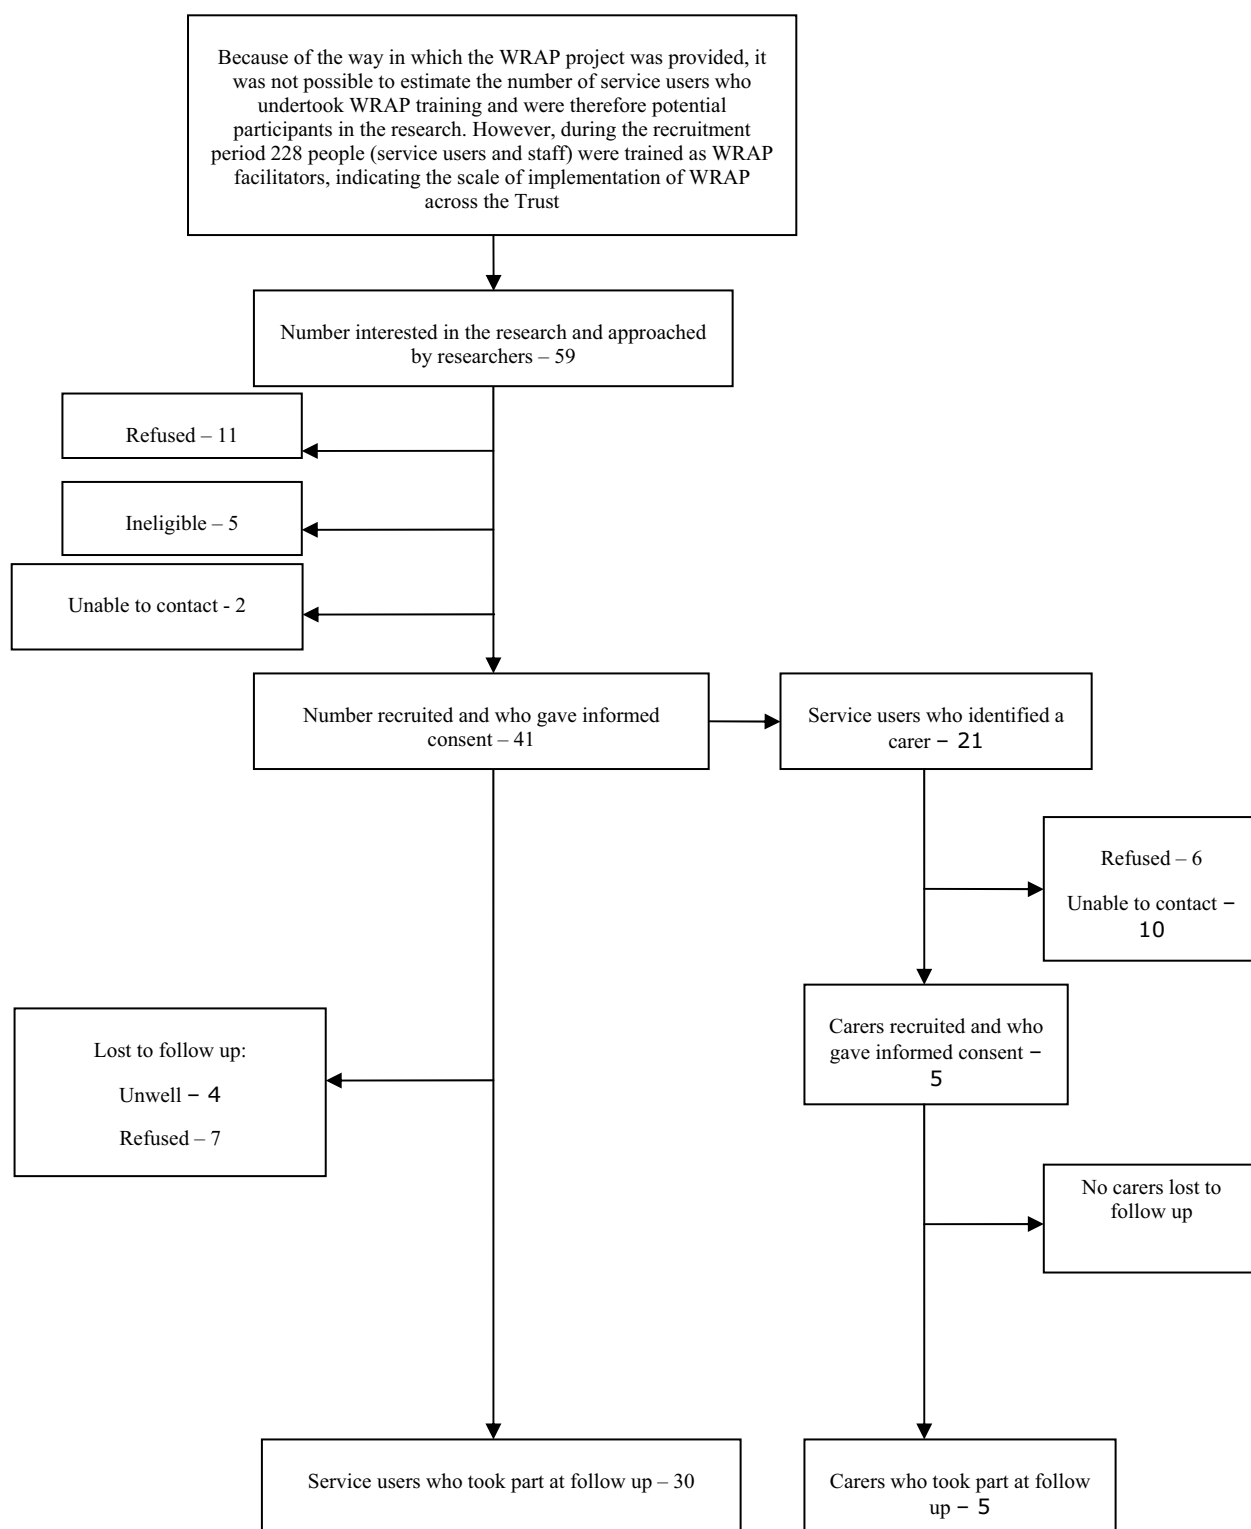 Because of the way in which the WRAP project was provided, it
was not possible to estimate the number of service users who
undertook WRAP training and were therefore potential
participants in the research. However, during the recruitment
period 228 people (service users and staff) were trained as WRAP
facilitators, indicating the scale of implementation of WRAP
across the Trust
Number interested in the research and approached
by researchers – 59
Refused – 11
Ineligible – 5
Unable to contact - 2
Number recruited and who gave informed
consent – 41
Service users who identified a
carer – 21
Refused – 6
Unable to contact –
10
Carers recruited and who
gave informed consent –
5
Lost to follow up:
Unwell – 4
Refused – 7
No carers lost to
follow up
Service users who took part at follow up – 30
Carers who took part at follow
up – 5